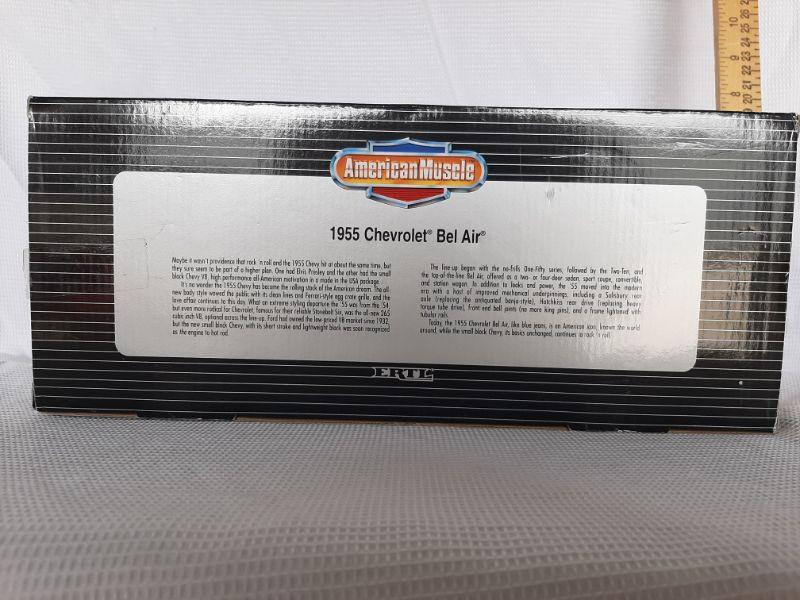 American Muscle
1955 Chevrolet® Bel Air®
Maybe it wasn't providence that rock 'n roll and the 1955 Chevy hit at about the same time, but
they sure seem to be part of a higher plan. One had Elvis Presley and the other had the small
block Chevy V8, high performance all-American motivation in a made in the USA package.
It's no wonder the 1955 Chevy has become the rolling stock of the American dream. The all-
new body style wowed the public with its clean lines and Ferrari-style egg crate grille, and the
love affair continues to this day. What an extreme styling departure the '55 was from the '54
but even more radical for Chevrolet, famous for their reliable Stovebolt Six, was the all-new 265
cubic inch V8, optional across the line-up. Ford had owned the low-priced V8 market since 1932,
but the new small block Chevy, with its short stroke and lightweight block was soon recognized
as the engine to hot rod.
The line-up began with the no-frills One-Fifty series, followed by the Two-Ten, and
the top-of-the-line Bel Air, offered as a two- or four-door sedan, sport coupe, convertible,
and station wagon. In addition to looks and power, the '55 moved into the modern
era with a host of improved mechanical underpinnings, including a Salisbury rear
axle (replacing the antiquated banjo-style), Hotchkiss rear drive (replacing heavy
torque tube drive), front end ball joints (no more king pins), and a frame lightened with
tubular rails.
Today, the 1955 Chevrolet Bel Air, like blue jeans, is an American icon, known the world
around, while the small block Chevy, its basics unchanged, continues to rock 'n roll.
ERTL
10
9
8
26
25
24
23
22
21
20